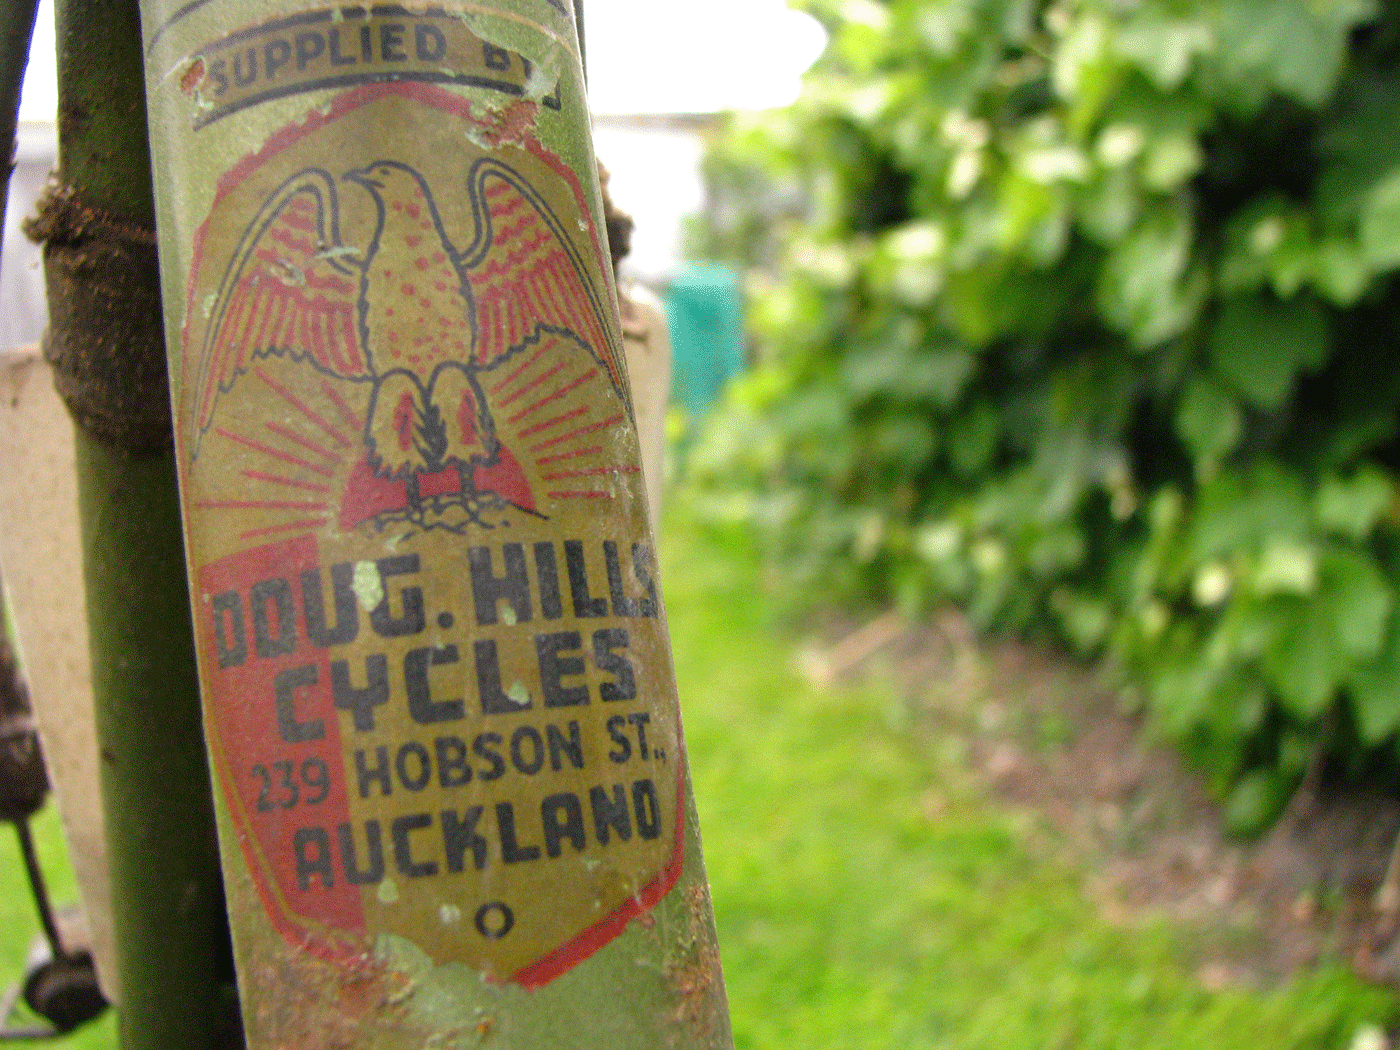 SUPPLIED BY
DOUG. HILLS
CYCLES
239 HOBSON ST.,
AUCKLAND